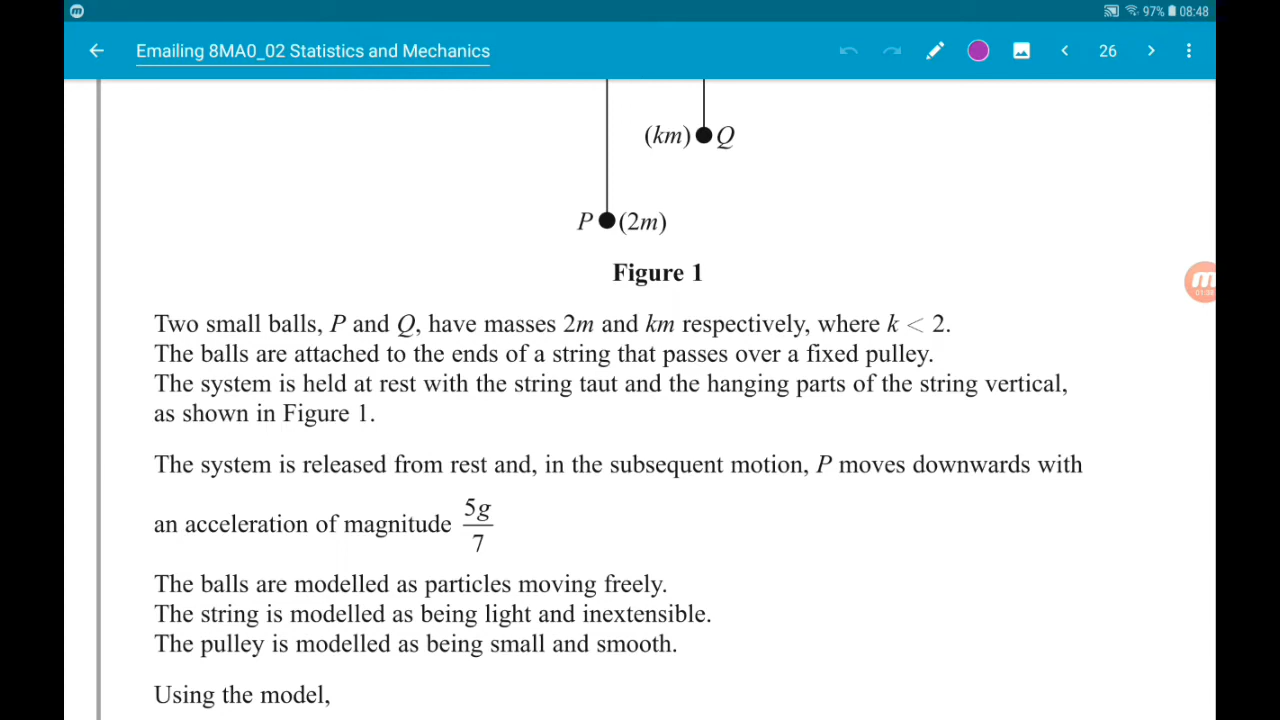 97% 08:48
Emailing 8MA0_02 Statistics and Mechanics
26
(km) Q
P (2m)
Figure 1
Two small balls, P and Q, have masses 2m and km respectively, where k < 2.
The balls are attached to the ends of a string that passes over a fixed pulley.
The system is held at rest with the string taut and the hanging parts of the string vertical,
as shown in Figure 1.
The system is released from rest and, in the subsequent motion, P moves downwards with
an acceleration of magnitude 5g/7
The balls are modelled as particles moving freely.
The string is modelled as being light and inextensible.
The pulley is modelled as being small and smooth.
Using the model,